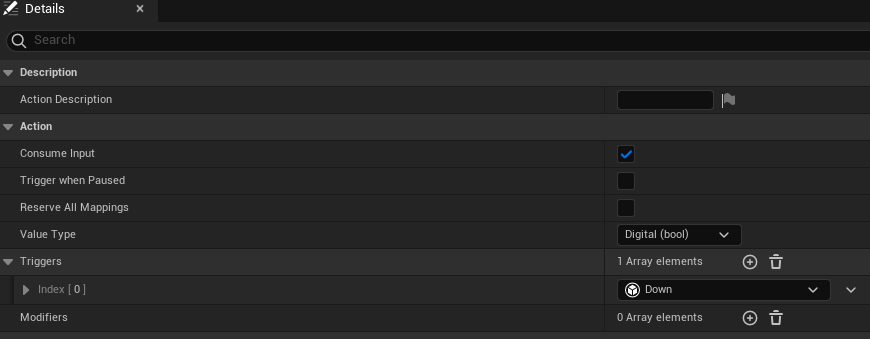 Details
Search
Description
Action Description
Action
Consume Input
Trigger when Paused
Reserve All Mappings
Value Type Digital (bool)
Triggers 1 Array elements
Index [ 0 ] Down
Modifiers 0 Array elements